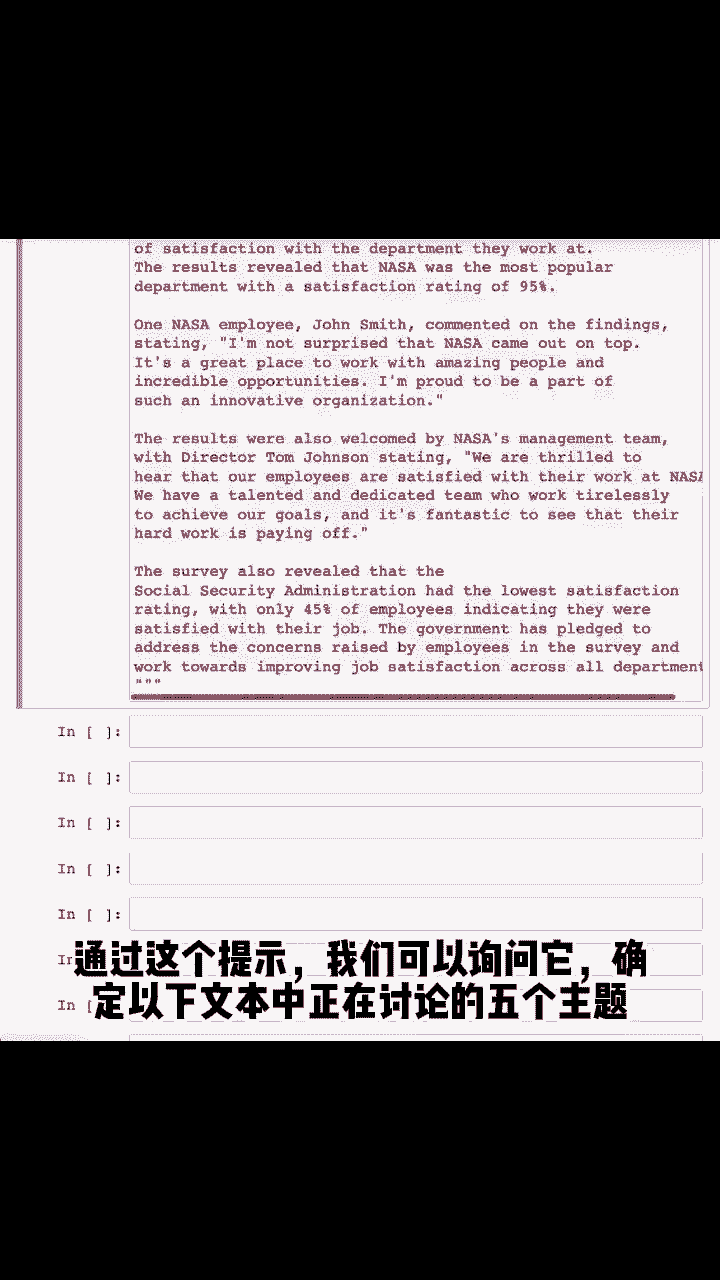 of satisfaction with the department they work at.
The results revealed that NASA was the most popular
department with a satisfaction rating of 95%.
One NASA employee, John Smith, commented on the findings,
stating, "I'm not surprised that NASA came out on top.
It's a great place to work with amazing people and
incredible opportunities. I'm proud to be a part of
such an innovative organization."
The results were also welcomed by NASA's management team,
with Director Tom Johnson stating, "We are thrilled to
hear that our employees are satisfied with their work at NASA
We have a talented and dedicated team who work tirelessly
to achieve our goals, and it's fantastic to see that their
hard work is paying off."
The survey also revealed that the
Social Security Administration had the lowest satisfaction
rating, with only 45% of employees indicating they were
satisfied with their job. The government has pledged to
address the concerns raised by employees in the survey and
work towards improving job satisfaction across all department
"""
In [ ]:
In [ ]:
In [ ]:
In [ ]:
In [ ]:
通过这个提示，我们可以询问它，确
定以下文本中正在讨论的五个主题